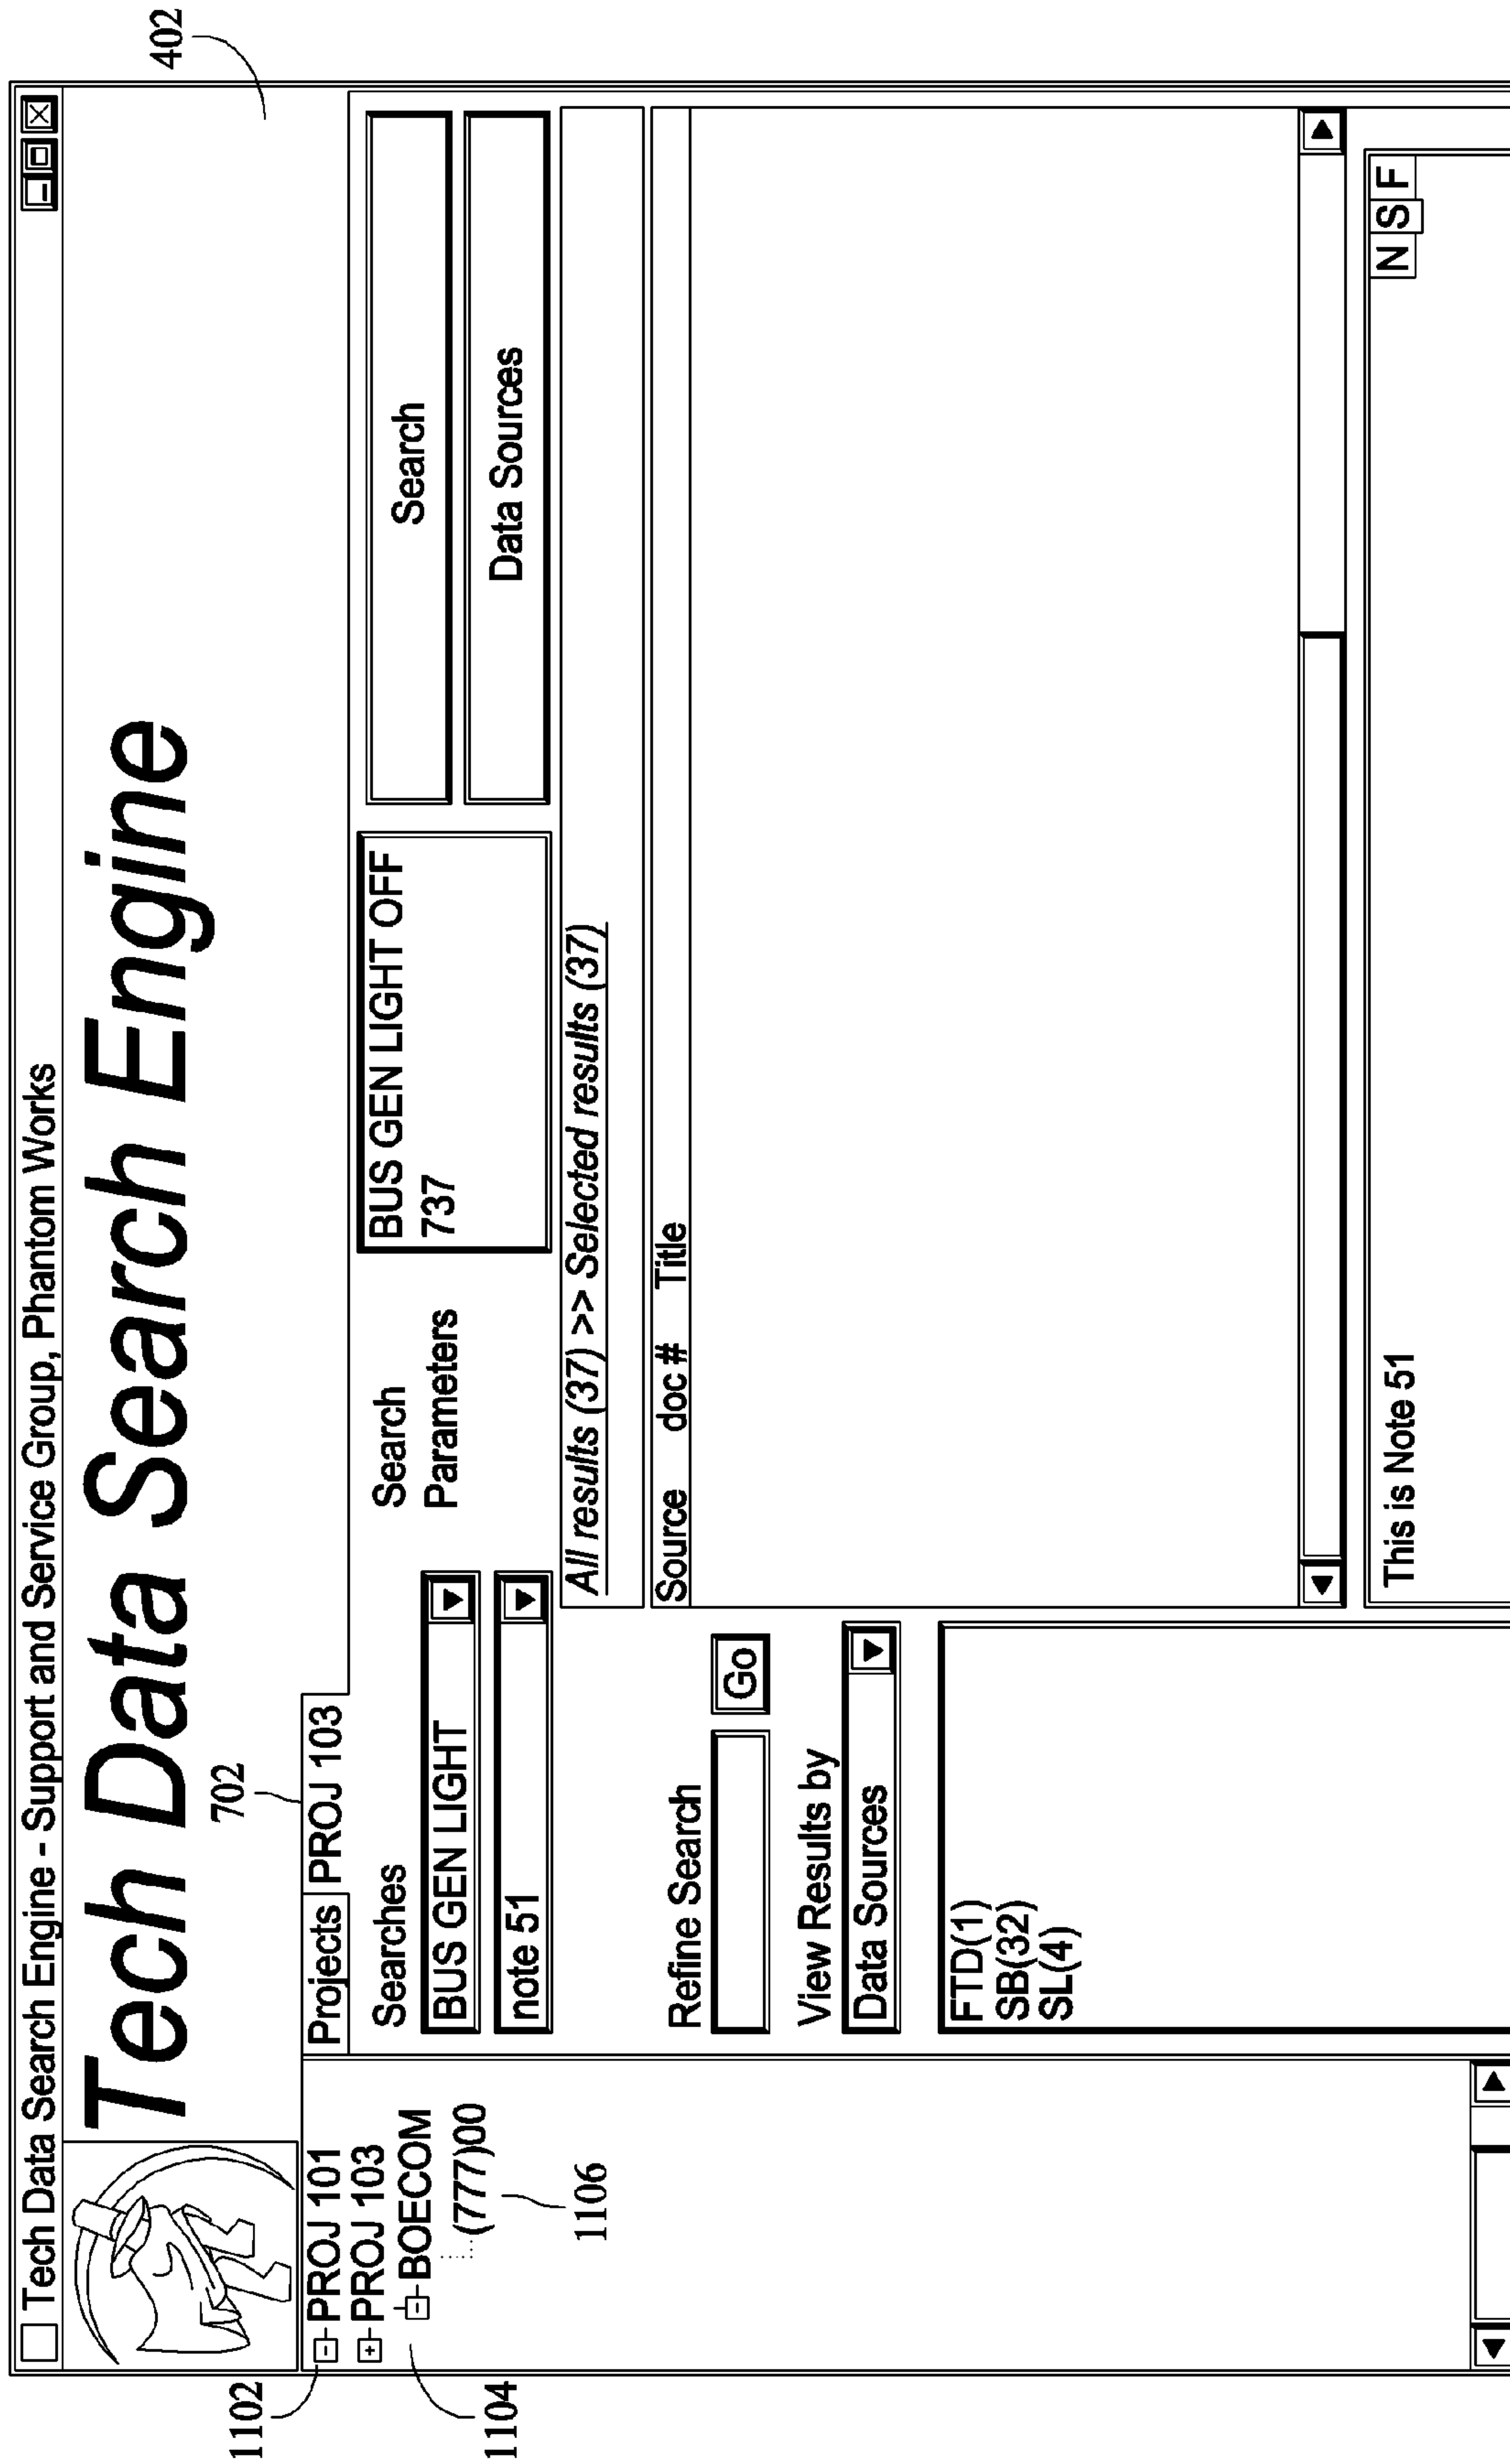 402
Tech Data Search Engine - Support and Service Group, Phantom Works
Tech Data Search Engine
702
1102
1104
PROJ 101
PROJ 103
BOECOM
(777)00
1106
Projects PROJ 103
Searches
BUS GEN LIGHT
note 51
Search
Parameters
BUS GEN LIGHT OFF
737
Search
Data Sources
All results (37) >> Selected results (37)
Refine Search
Go
View Results by
Data Sources
FTD(1)
SB(32)
SL(4)
Source doc # Title
This is Note 51
N S F